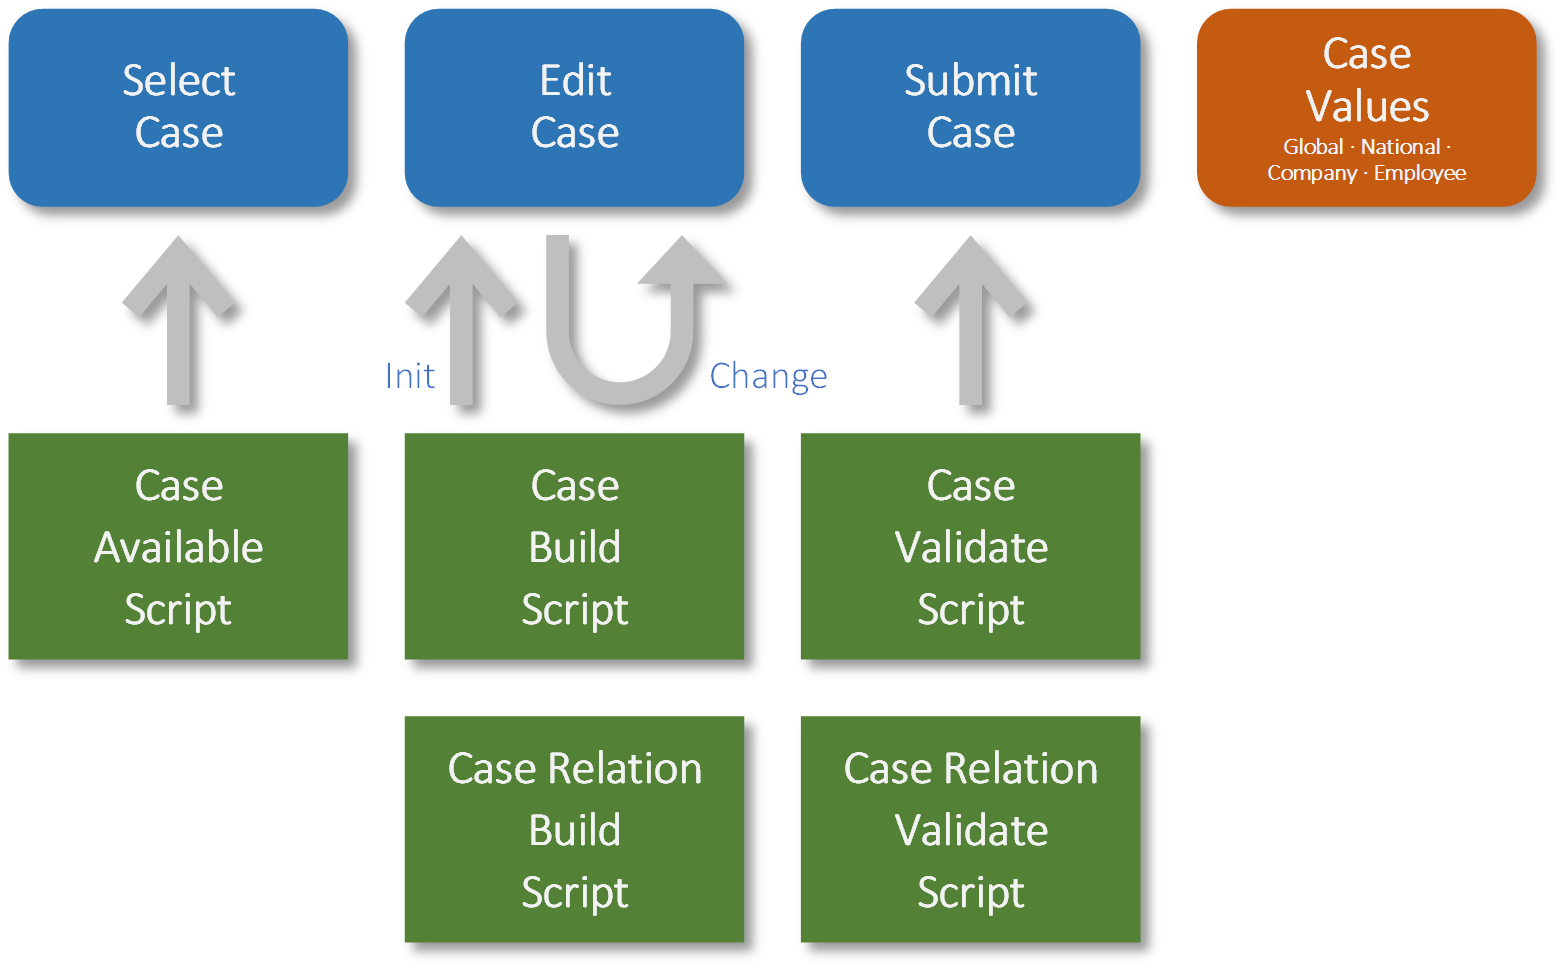 Select
Case
Edit
Case
Submit
Case
Case
Values
Global · National ·
Company · Employee
Init
Change
Case
Available
Script
Case
Build
Script
Case
Validate
Script
Case Relation
Build
Script
Case Relation
Validate
Script